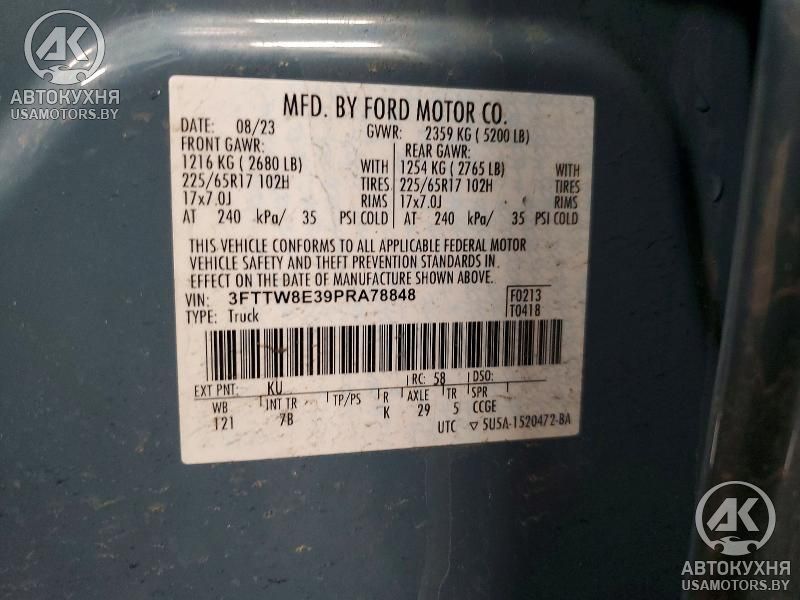 AK
АВТОКУХНЯ
USAMOTORS.BY
MFD. BY FORD MOTOR CO.
DATE: 08/23 GVWR: 2359 KG ( 5200 LB)
FRONT GAWR: REAR GAWR:
1216 KG ( 2680 LB) WITH 1254 KG ( 2765 LB) WITH
225/65R17 102H TIRES 225/65R17 102H TIRES
17x7.0J RIMS 17x7.0J RIMS
AT 240 kPa/ 35 PSI COLD AT 240 kPa/ 35 PSI COLD
THIS VEHICLE CONFORMS TO ALL APPLICABLE FEDERAL MOTOR
VEHICLE SAFETY AND THEFT PREVENTION STANDARDS IN
EFFECT ON THE DATE OF MANUFACTURE SHOWN ABOVE.
VIN: 3FTTW8E39PRA78848 F0213
TYPE: Truck T0418
EXT PNT: KU RC: 58 DSO:
WB INT TR TP/PS R AXLE TR SPR
121 7B K 29 5 CCGE
UTC ▽ 5U5A-1520472-BA
AK
АВТОКУХНЯ
USAMOTORS.BY